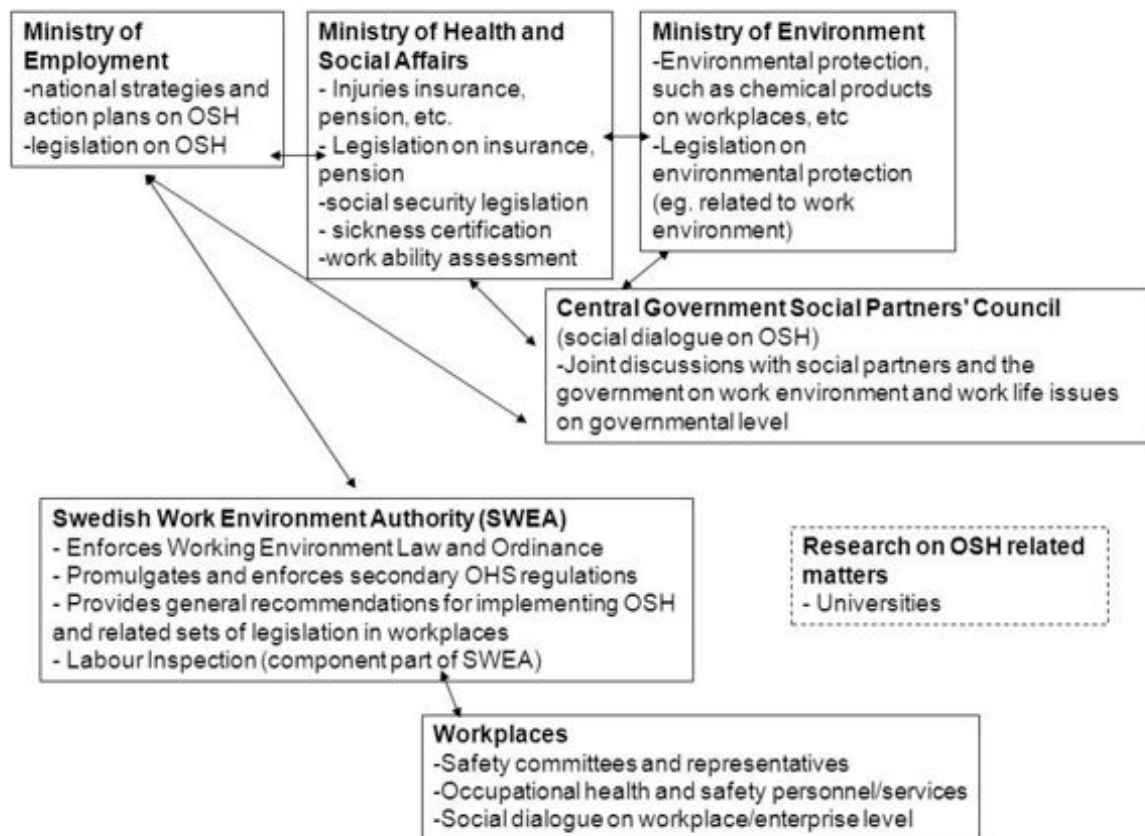 Ministry of
Employment
-national strategies and
action plans on OSH
-legislation on OSH
Ministry of Health and
Social Affairs
- Injuries insurance,
pension, etc.
- Legislation on insurance,
pension
-social security legislation
- sickness certification
-work ability assessment
Ministry of Environment
-Environmental protection,
such as chemical products
on workplaces, etc
-Legislation on
environmental protection
(eg. related to work
environment)
Central Government Social Partners' Council
(social dialogue on OSH)
-Joint discussions with social partners and the
government on work environment and work life issues
on governmental level
Swedish Work Environment Authority (SWEA)
- Enforces Working Environment Law and Ordinance
- Promulgates and enforces secondary OHS regulations
- Provides general recommendations for implementing OSH
and related sets of legislation in workplaces
- Labour Inspection (component part of SWEA)
Research on OSH related
matters
- Universities
Workplaces
-Safety committees and representatives
-Occupational health and safety personnel/services
-Social dialogue on workplace/enterprise level